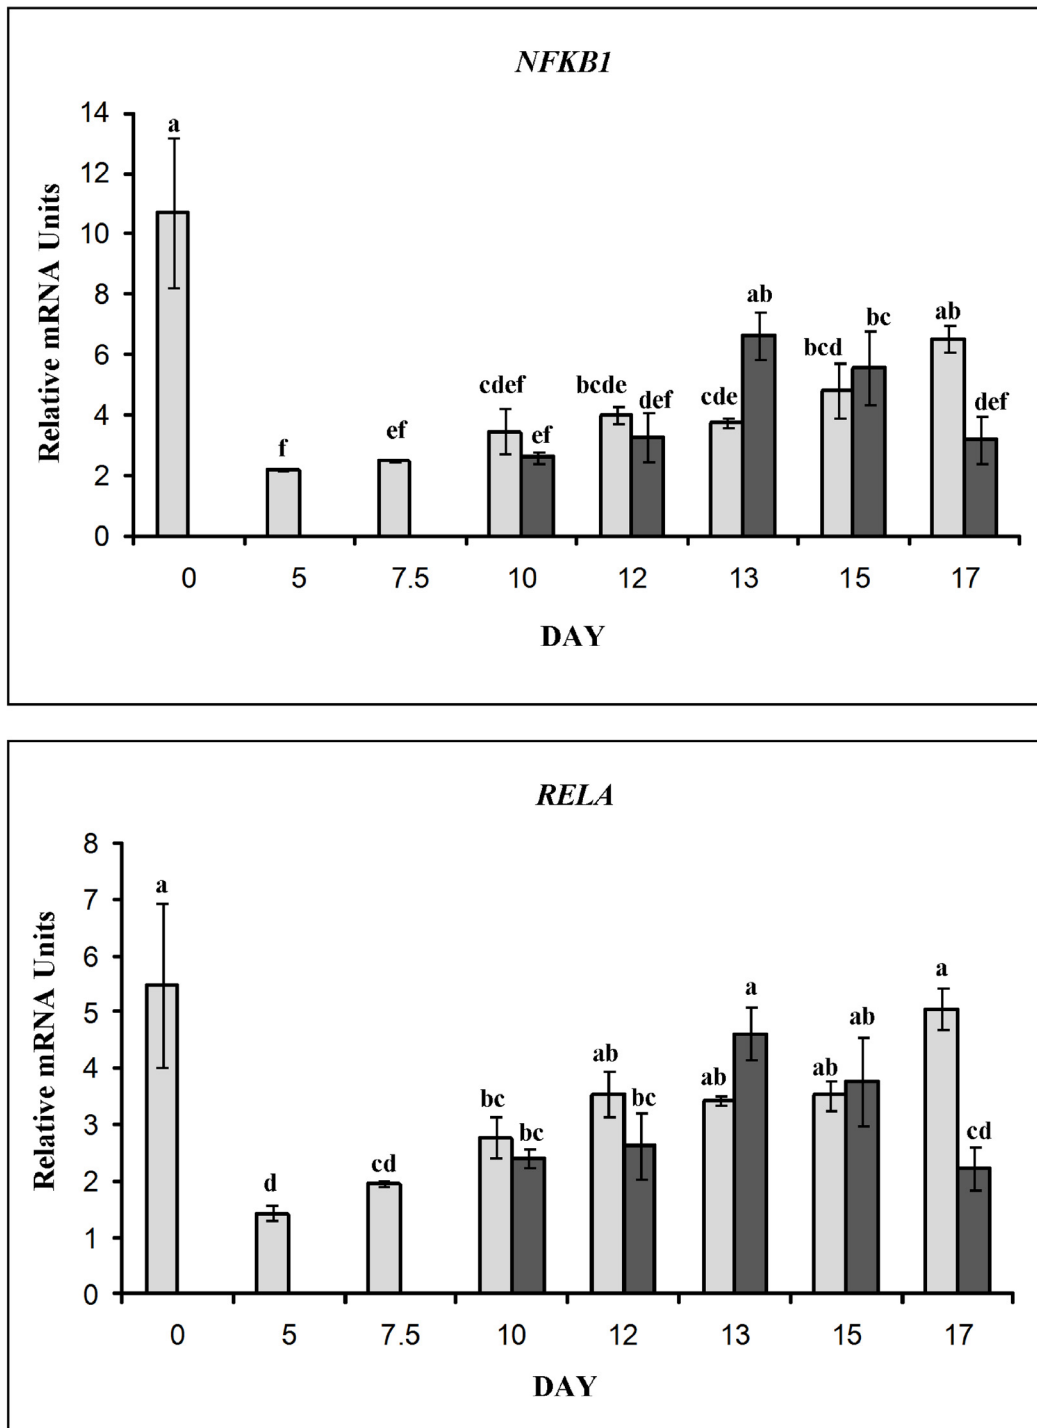 NFKB1
Relative mRNA Units
14
12
10
8
6
4
2
0
a
f
ef
cdef
ef
bcde
def
cde
ab
bcd
bc
ab
def
0 5 7.5 10 12 13 15 17
DAY
RELA
Relative mRNA Units
8
7
6
5
4
3
2
1
0
a
d
cd
bc
bc
ab
bc
ab
a
ab
ab
a
cd
0 5 7.5 10 12 13 15 17
DAY